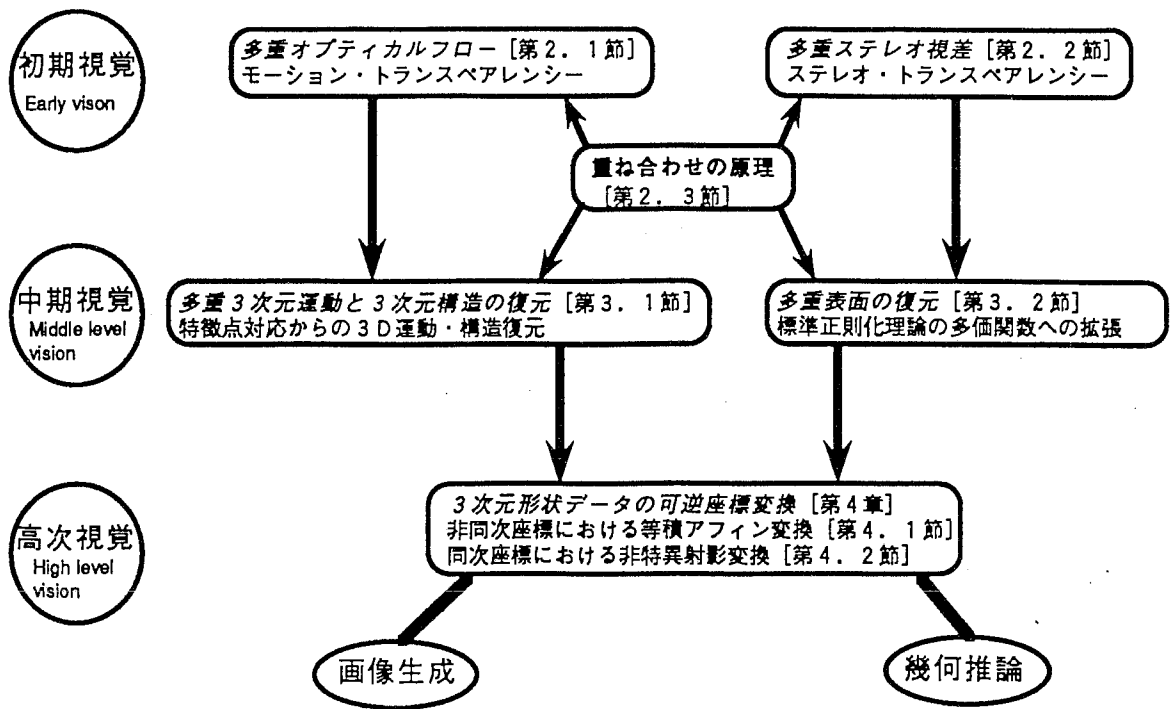 初期視覚
Early vison
多重オプティカルフロー［第２．１節］
モーション・トランスペアレンシー
多重ステレオ視差［第２．２節］
ステレオ・トランスペアレンシー
重ね合わせの原理
［第２．３節］
中期視覚
Middle level
vision
多重３次元運動と３次元構造の復元［第３．１節］
特徴点対応からの３Ｄ運動・構造復元
多重表面の復元［第３．２節］
標準正則化理論の多価関数への拡張
高次視覚
High level
vision
３次元形状データの可逆座標変換［第４章］
非同次座標における等積アフィン変換［第４．１節］
同次座標における非特異射影変換［第４．２節］
画像生成
幾何推論